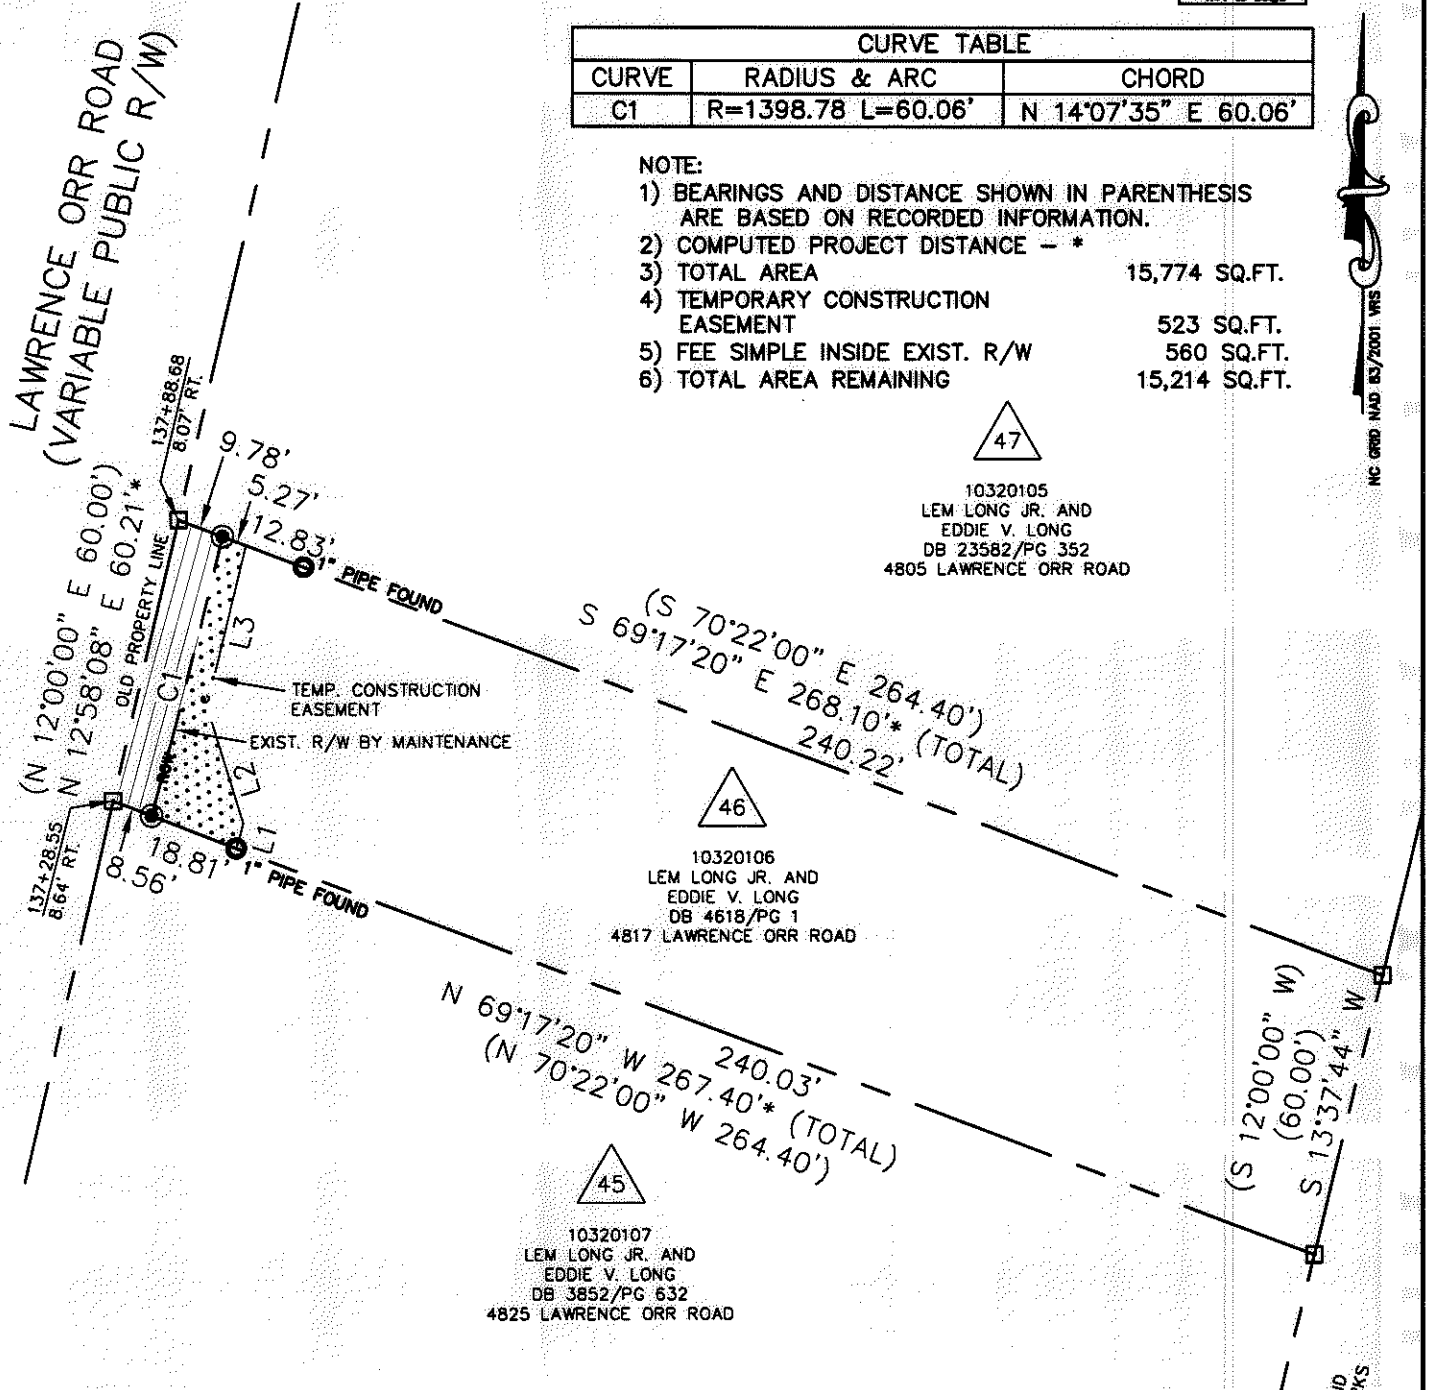 CURVE TABLE
CURVE RADIUS & ARC CHORD
C1 R=1398.78 L=60.06' N 14°07'35" E 60.06'
NOTE:
1) BEARINGS AND DISTANCE SHOWN IN PARENTHESIS
ARE BASED ON RECORDED INFORMATION.
2) COMPUTED PROJECT DISTANCE – *
3) TOTAL AREA 15,774 SQ.FT.
4) TEMPORARY CONSTRUCTION
EASEMENT 523 SQ.FT.
5) FEE SIMPLE INSIDE EXIST. R/W 560 SQ.FT.
6) TOTAL AREA REMAINING 15,214 SQ.FT.
NC GRID NAD 83/2001 VRS
LAWRENCE ORR ROAD
(VARIABLE PUBLIC R/W)
137+88.68
8.07' RT.
9.78'
5.27'
12.83'
1" PIPE FOUND
(N 12°00'00" E 60.00')
N 12°58'08" E 60.21'*
OLD PROPERTY LINE
C1
L3
TEMP. CONSTRUCTION
EASEMENT
EXIST. R/W BY MAINTENANCE
ROW
L2
L1
137+28.55
8.64' RT.
8.56'
18.81'
1" PIPE FOUND
47
10320105
LEM LONG JR. AND
EDDIE V. LONG
DB 23582/PG 352
4805 LAWRENCE ORR ROAD
(S 70°22'00" E 264.40')
S 69°17'20" E 268.10'* (TOTAL)
240.22'
46
10320106
LEM LONG JR. AND
EDDIE V. LONG
DB 4618/PG 1
4817 LAWRENCE ORR ROAD
240.03'
N 69°17'20" W 267.40'* (TOTAL)
(N 70°22'00" W 264.40')
(S 12°00'00" W)
(60.00')
S 13°37'44" W
45
10320107
LEM LONG JR. AND
EDDIE V. LONG
DB 3852/PG 632
4825 LAWRENCE ORR ROAD